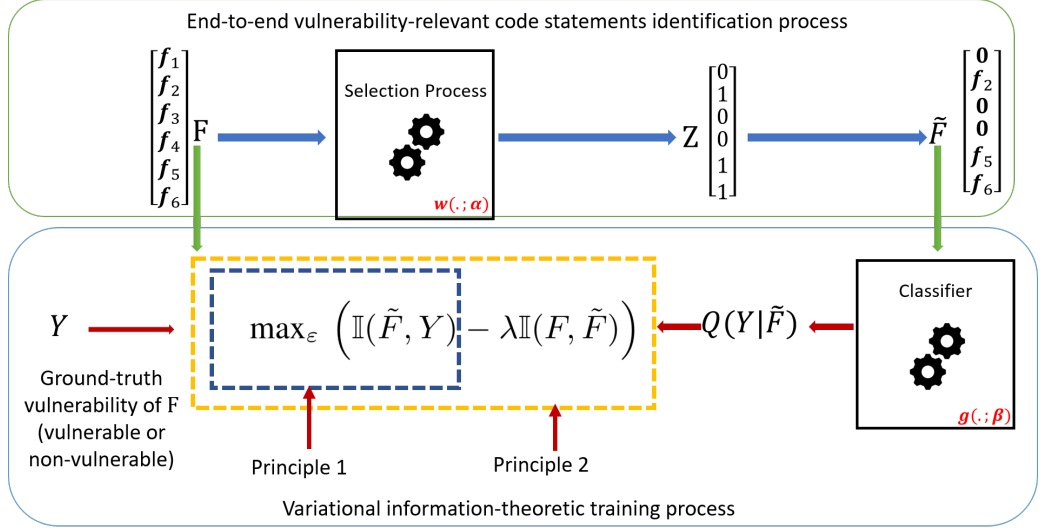 End-to-end vulnerability-relevant code statements identification process
f₁
f₂
f₃
f₄
f₅
f₆
F
Selection Process
w(.;α)
Z
0
1
0
0
1
1
F̃
0
f₂
0
0
f₅
f₆
Y
Ground-truth
vulnerability of F
(vulnerable or
non-vulnerable)
max_ε (𝕀(F̃, Y) − λ𝕀(F, F̃))
Q(Y|F̃)
Classifier
g(.;β)
Principle 1
Principle 2
Variational information-theoretic training process